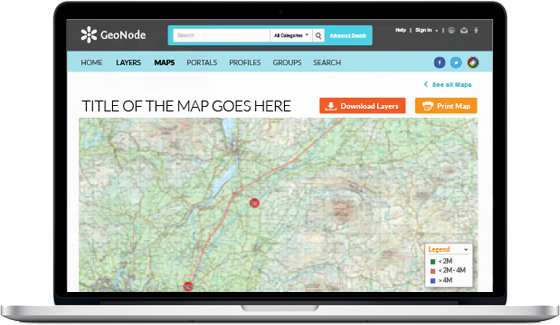 GeoNode
Search All Categories Advanced Search
Help | Sign in
HOME LAYERS MAPS PORTALS PROFILES GROUPS SEARCH
See all Maps
TITLE OF THE MAP GOES HERE Download Layers Print Map
Legend
< 2M
< 2M - 4M
> 4M